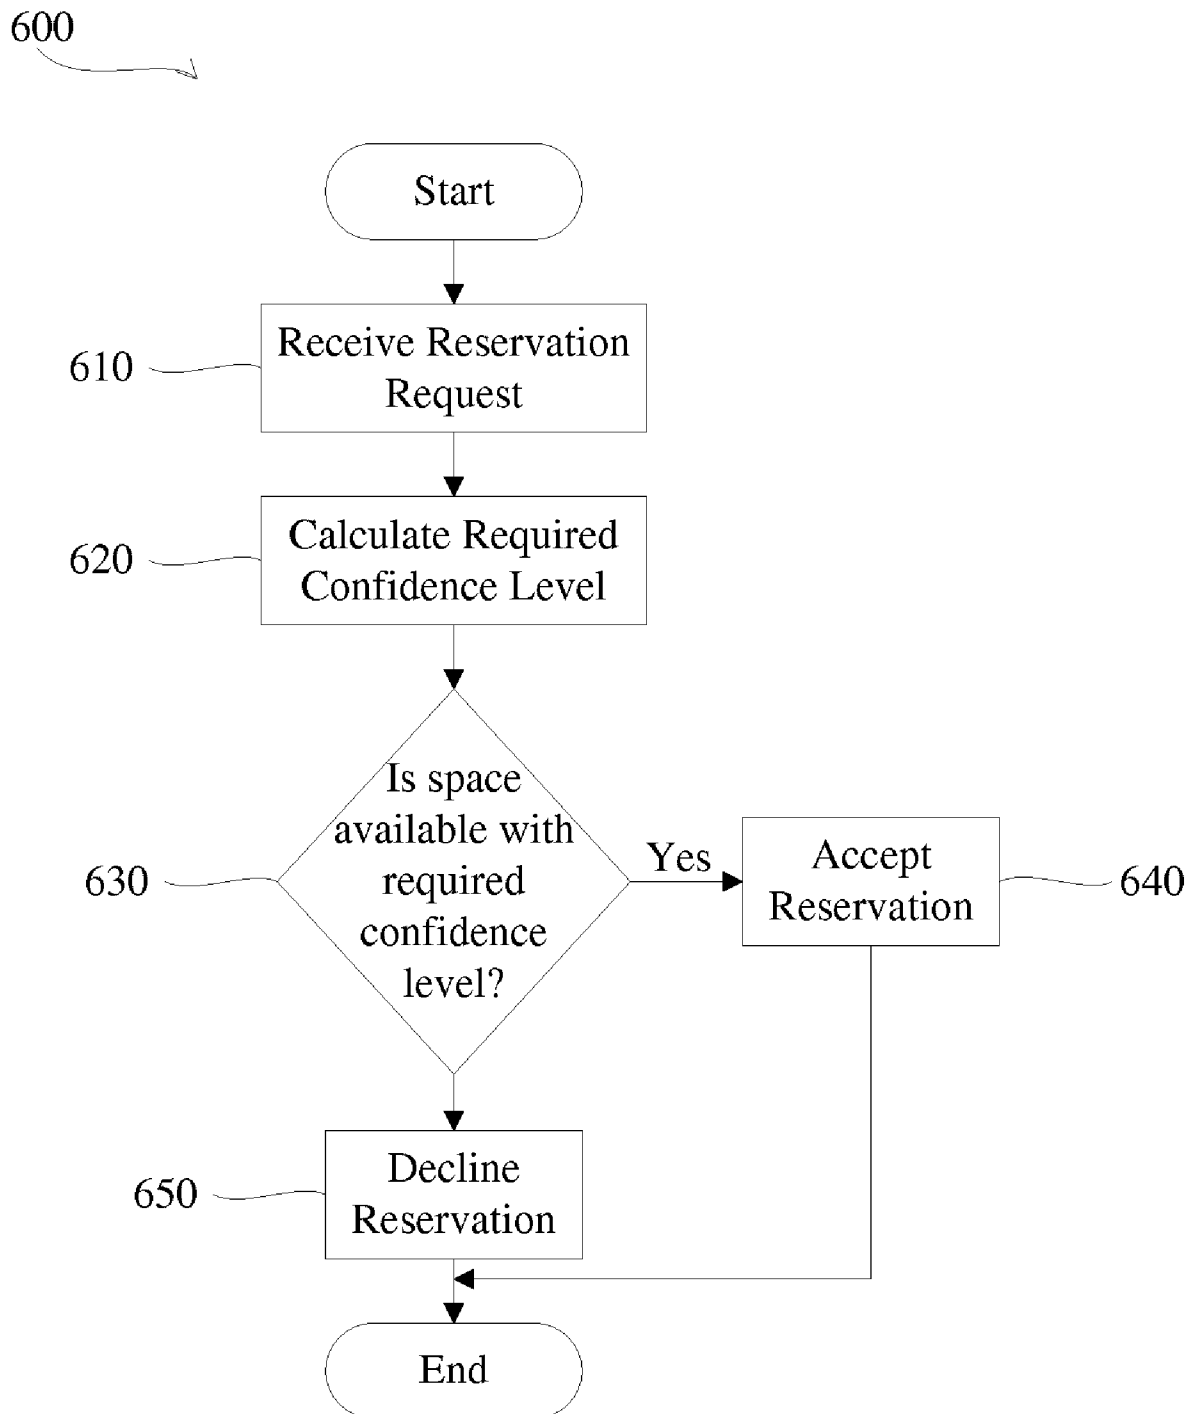 600
Start
610
Receive Reservation
Request
620
Calculate Required
Confidence Level
630
Is space
available with
required
confidence
level?
Yes
Accept
Reservation
640
650
Decline
Reservation
End